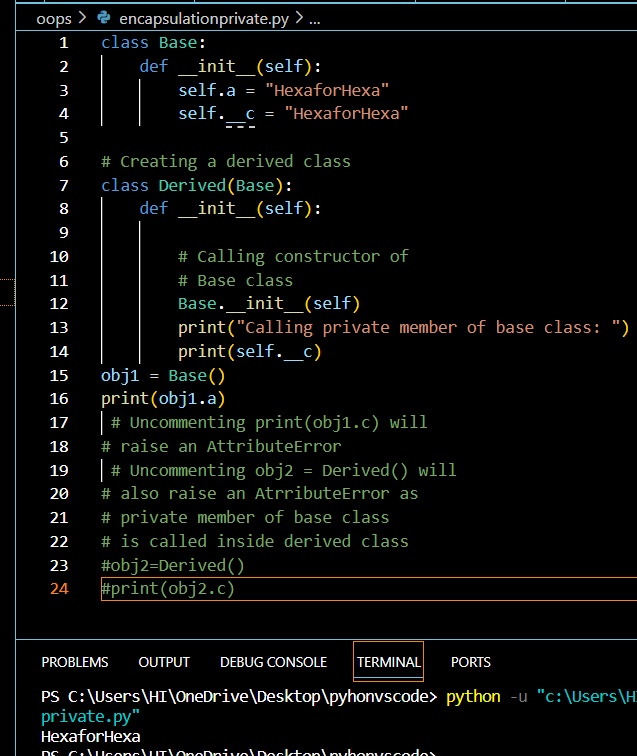 oops > encapsulationprivate.py > ...
1 class Base:
2     def __init__(self):
3         self.a = "HexaforHexa"
4         self.__c = "HexaforHexa"
5
6 # Creating a derived class
7 class Derived(Base):
8     def __init__(self):
9
10         # Calling constructor of
11         # Base class
12         Base.__init__(self)
13         print("Calling private member of base class: ")
14         print(self.__c)
15 obj1 = Base()
16 print(obj1.a)
17  # Uncommenting print(obj1.c) will
18 # raise an AttributeError
19  # Uncommenting obj2 = Derived() will
20 # also raise an AtrributeError as
21 # private member of base class
22 # is called inside derived class
23 #obj2=Derived()
24 #print(obj2.c)
PROBLEMS OUTPUT DEBUG CONSOLE TERMINAL PORTS
PS C:\Users\HI\OneDrive\Desktop\pyhonvscode> python -u "c:\Users\H
private.py"
HexaforHexa
PS C:\Users\HI\OneDrive\Desktop\pyhonvscode>